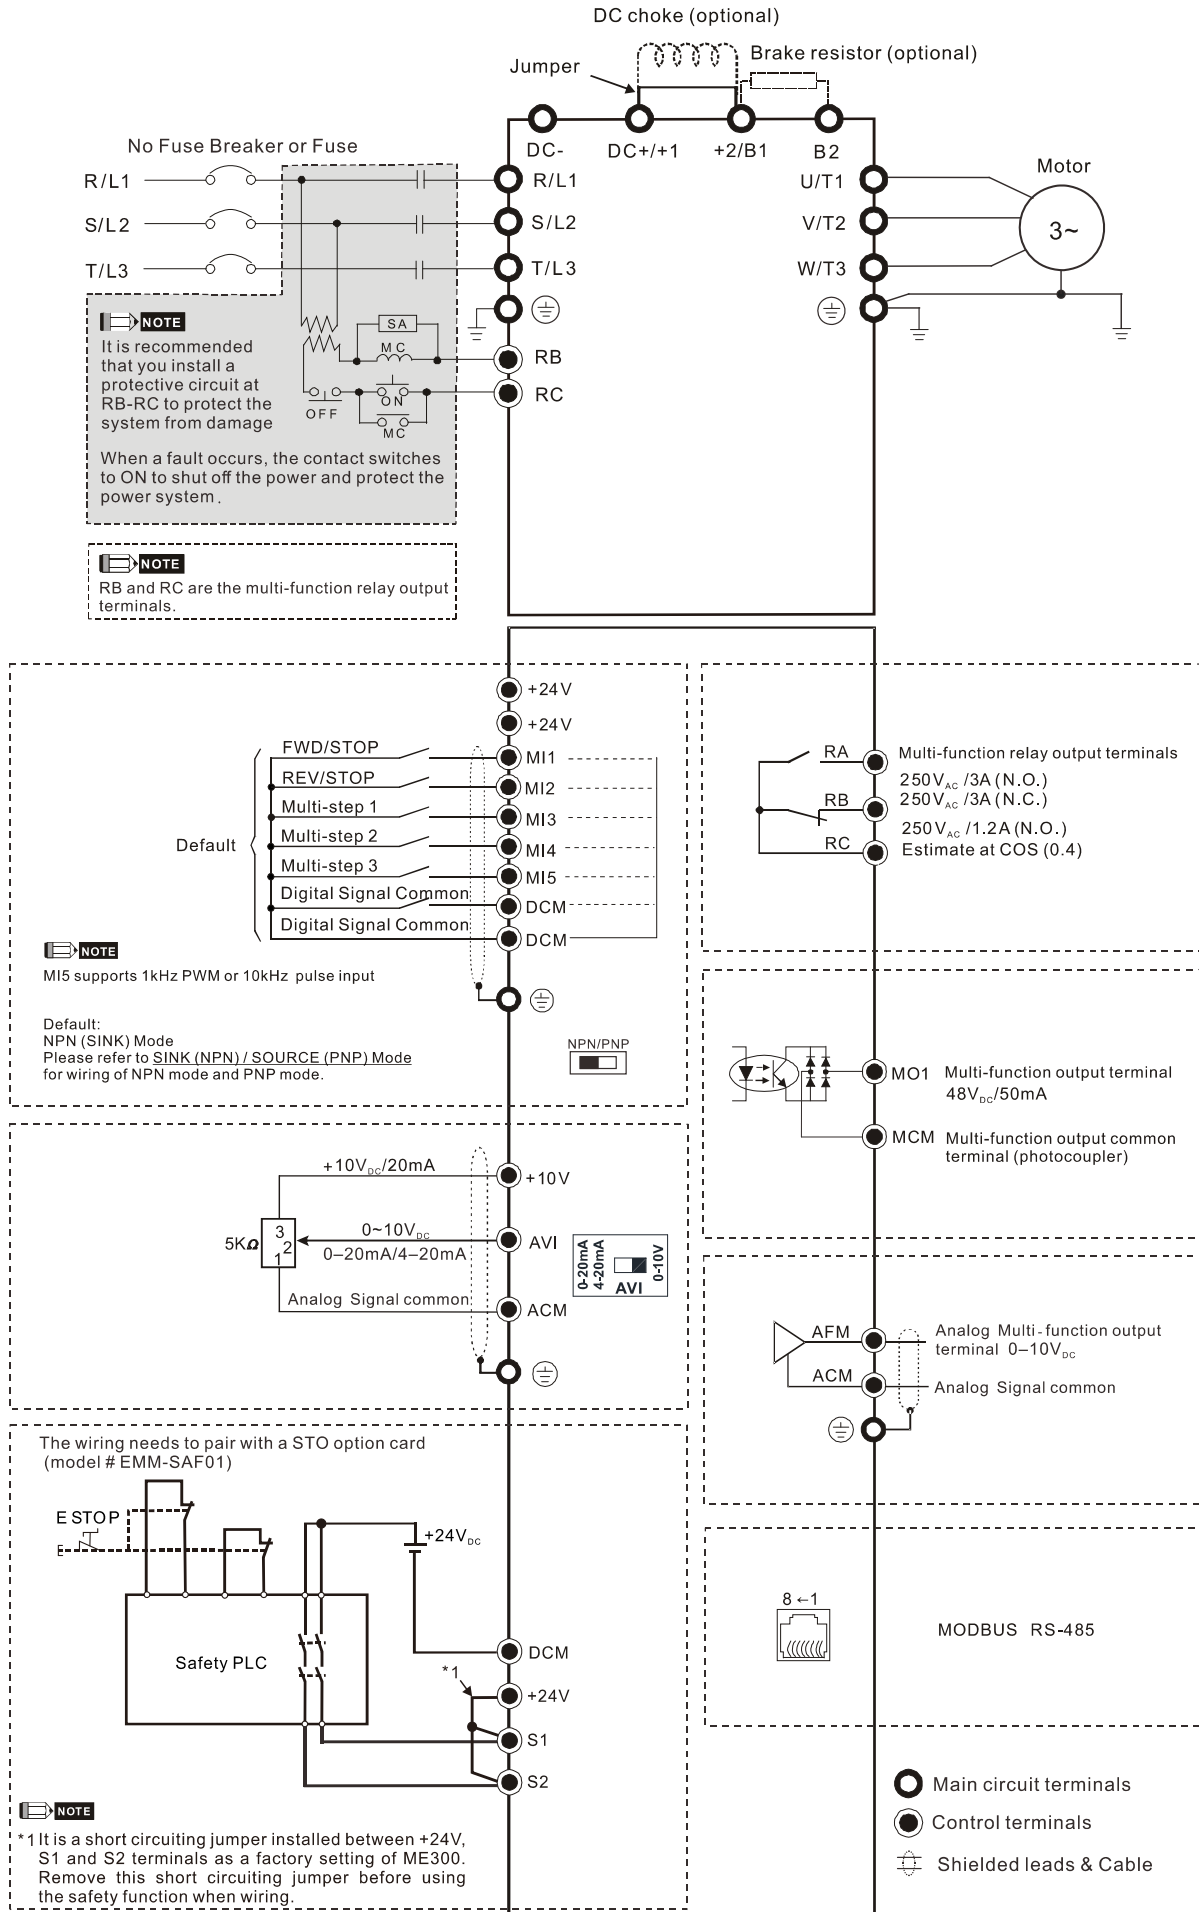 DC choke (optional)
Brake resistor (optional)
Jumper
No Fuse Breaker or Fuse
DC-
DC+/+1
+2/B1
B2
Motor
R/L1
R/L1
U/T1
S/L2
S/L2
V/T2
3~
T/L3
T/L3
W/T3
NOTE
It is recommended
that you install a
protective circuit at
RB-RC to protect the
system from damage
When a fault occurs, the contact switches
to ON to shut off the power and protect the
power system.
SA
MC
RB
OFF
ON
MC
RC
NOTE
RB and RC are the multi-function relay output
terminals.
+24V
+24V
FWD/STOP
MI1
REV/STOP
MI2
Multi-step 1
MI3
Default
Multi-step 2
MI4
Multi-step 3
MI5
Digital Signal Common
DCM
Digital Signal Common
DCM
NOTE
MI5 supports 1kHz PWM or 10kHz pulse input
Default:
NPN (SINK) Mode
Please refer to SINK (NPN) / SOURCE (PNP) Mode
for wiring of NPN mode and PNP mode.
NPN/PNP
RA
Multi-function relay output terminals
250VAC /3A (N.O.)
RB
250VAC /3A (N.C.)
250VAC /1.2A (N.O.)
RC
Estimate at COS (0.4)
MO1
Multi-function output terminal
48VDC/50mA
MCM
Multi-function output common
terminal (photocoupler)
+10VDC/20mA
+10V
5KΩ
3
2
1
0~10VDC
0–20mA/4–20mA
AVI
0-20mA
4-20mA
AVI
0-10V
Analog Signal common
ACM
AFM
Analog Multi-function output
terminal 0–10VDC
ACM
Analog Signal common
The wiring needs to pair with a STO option card
(model # EMM-SAF01)
E STOP
+24VDC
Safety PLC
DCM
*1
+24V
S1
S2
NOTE
*1 It is a short circuiting jumper installed between +24V,
S1 and S2 terminals as a factory setting of ME300.
Remove this short circuiting jumper before using
the safety function when wiring.
8←1
MODBUS RS-485
Main circuit terminals
Control terminals
Shielded leads & Cable